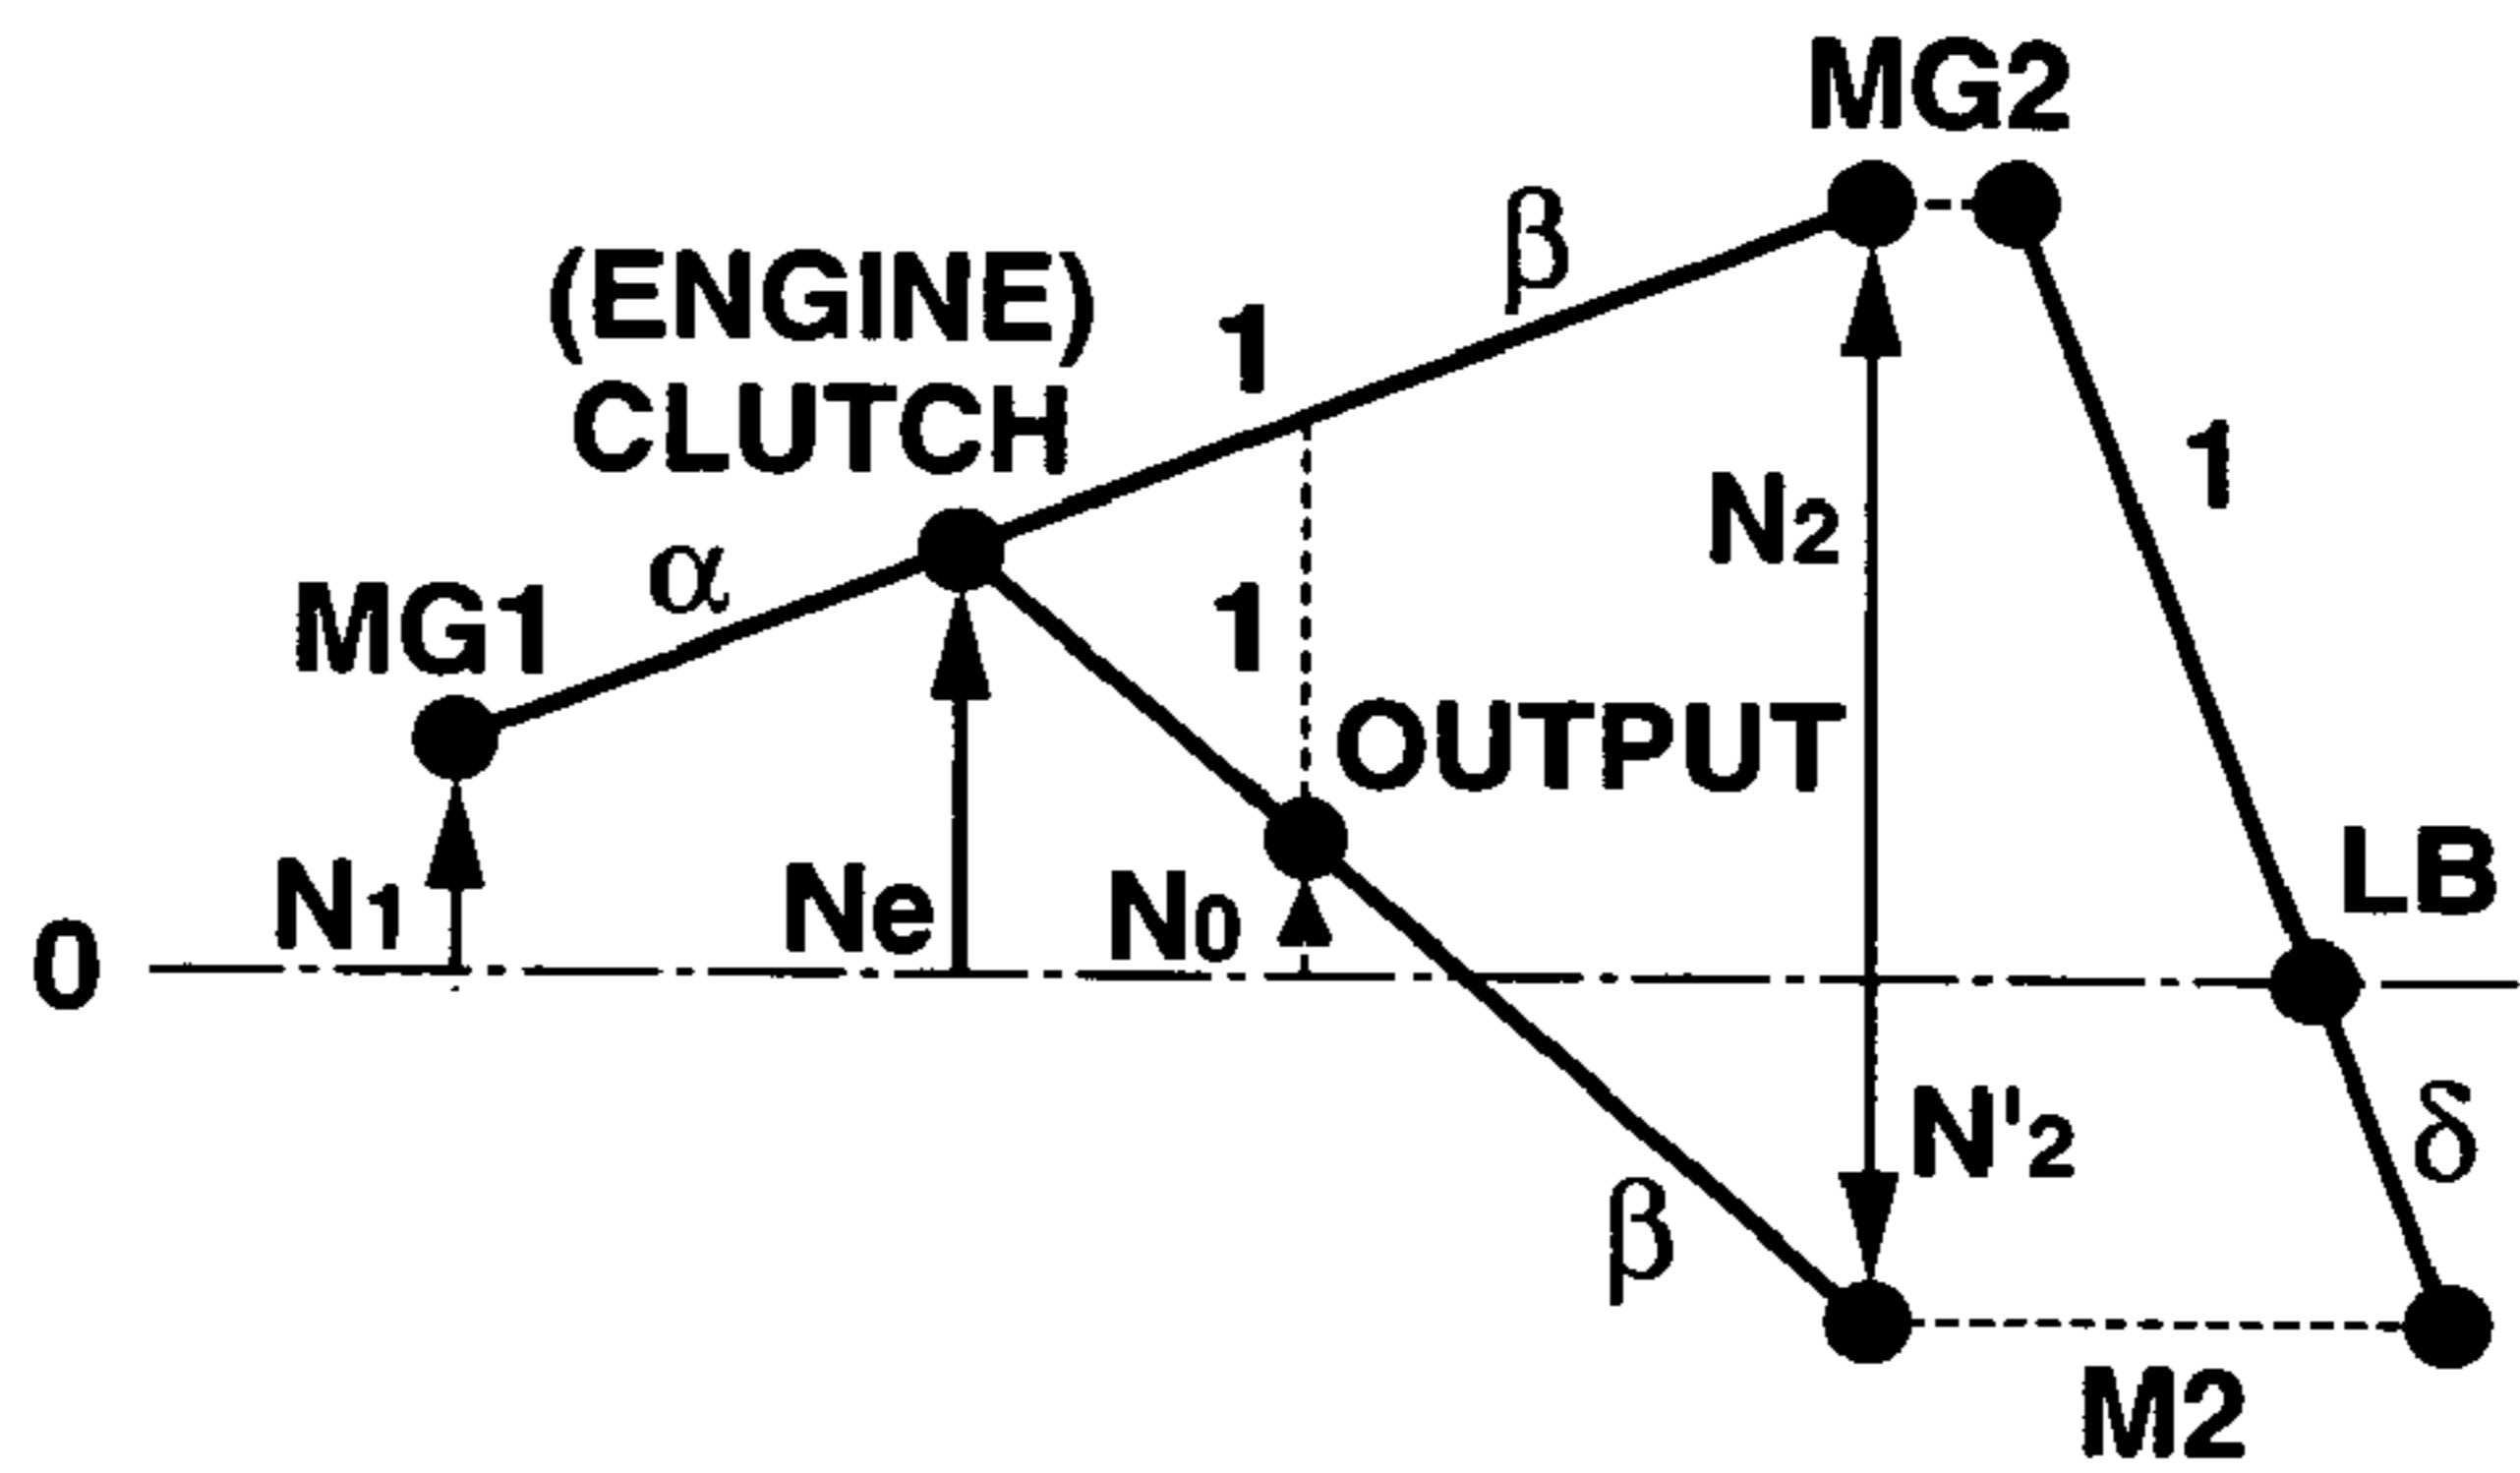 MG2
β
(ENGINE)
CLUTCH
1
1
N2
α
MG1
1
OUTPUT
LB
N1
Ne
N0
0
N'2
δ
β
M2